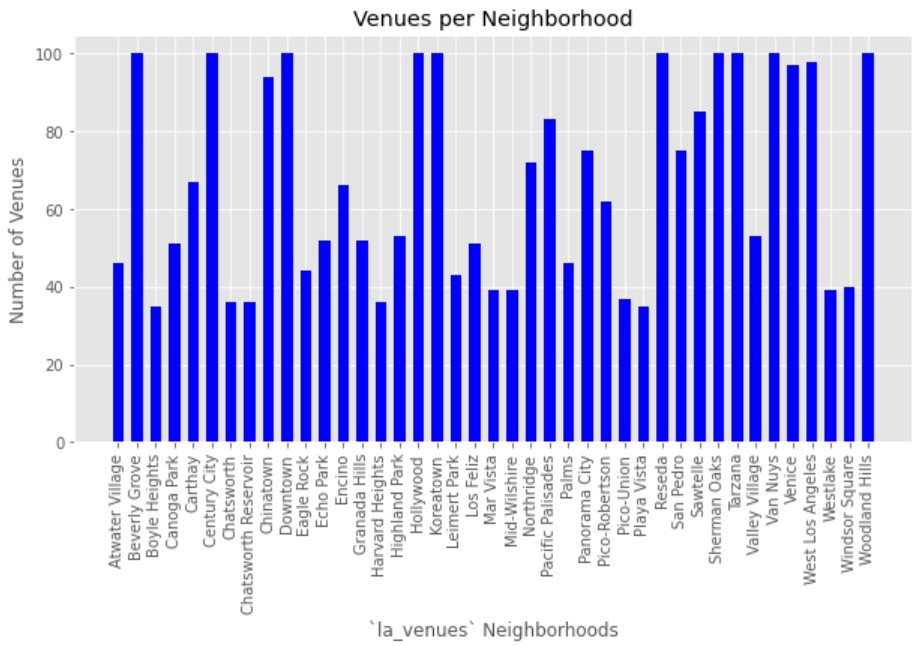 Venues per Neighborhood
Number of Venues
100
80
60
40
20
0
Atwater Village
Beverly Grove
Boyle Heights
Canoga Park
Carthay
Century City
Chatsworth
Chatsworth Reservoir
Chinatown
Downtown
Eagle Rock
Echo Park
Encino
Granada Hills
Harvard Heights
Highland Park
Hollywood
Koreatown
Leimert Park
Los Feliz
Mar Vista
Mid-Wilshire
Northridge
Pacific Palisades
Palms
Panorama City
Pico-Robertson
Pico-Union
Playa Vista
Reseda
San Pedro
Sawtelle
Sherman Oaks
Tarzana
Valley Village
Van Nuys
Venice
West Los Angeles
Westlake
Windsor Square
Woodland Hills
`la_venues` Neighborhoods